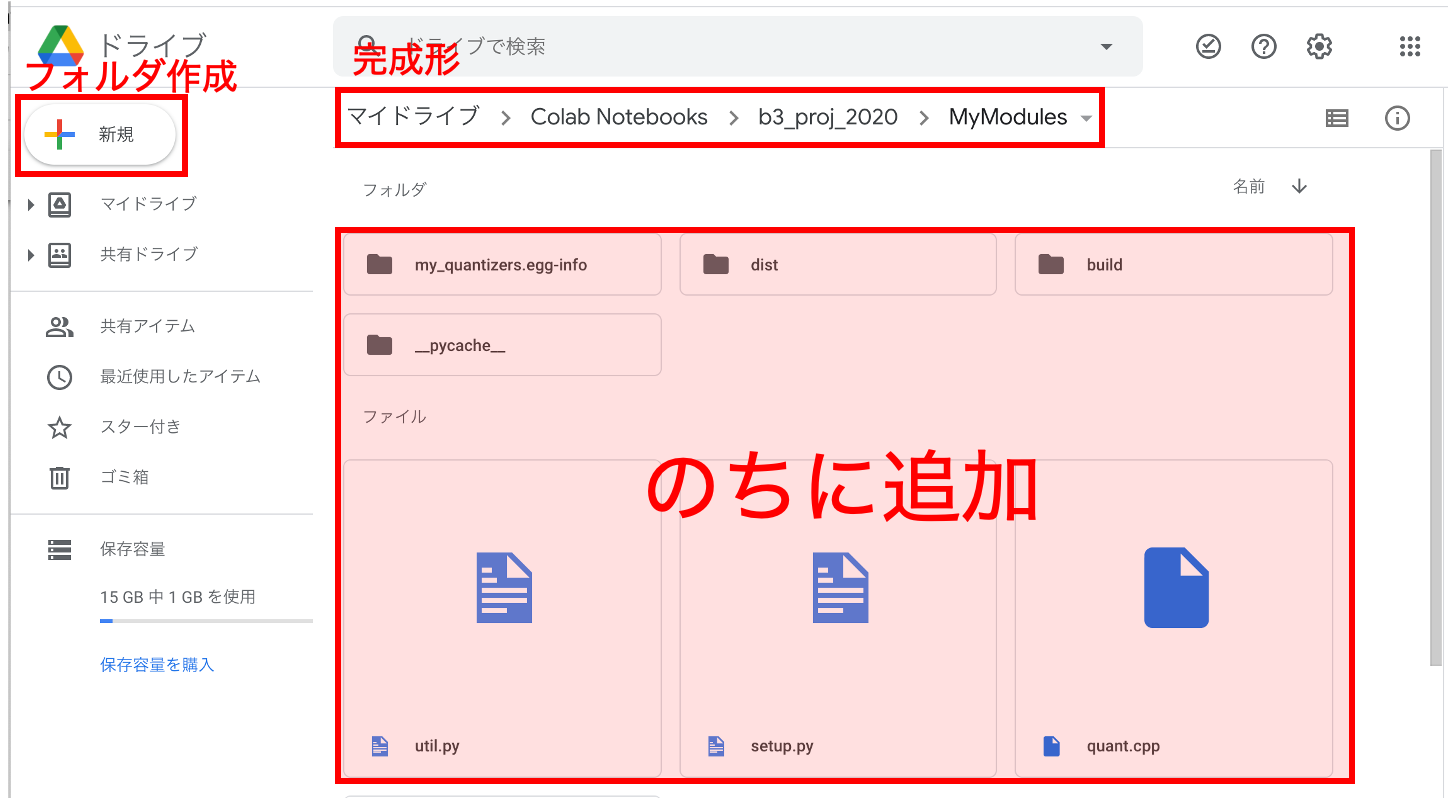 ドライブ
ドライブで検索
フォルダ作成
完成形
新規
マイドライブ
Colab Notebooks
b3_proj_2020
MyModules
マイドライブ
共有ドライブ
共有アイテム
最近使用したアイテム
スター付き
ゴミ箱
保存容量
15 GB 中 1 GB を使用
保存容量を購入
フォルダ
名前
my_quantizers.egg-info
dist
build
__pycache__
ファイル
のちに追加
util.py
setup.py
quant.cpp